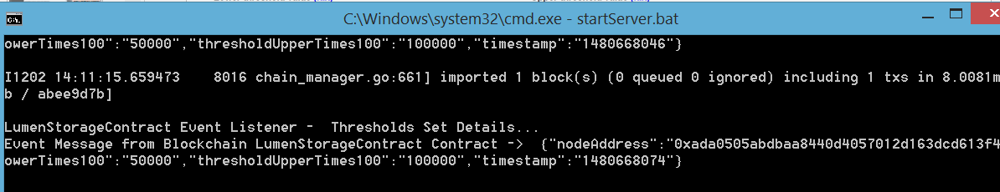 C:\Windows\system32\cmd.exe - startServer.bat
owerTimes100":"50000","thresholdUpperTimes100":"100000","timestamp":"1480668046"}
I1202 14:11:15.659473    8016 chain_manager.go:661] imported 1 block(s) (0 queued 0 ignored) including 1 txs in 8.0081m
b / abee9d7b]
LumenStorageContract Event Listener -  Thresholds Set Details...
Event Message from Blockchain LumenStorageContract Contract ->  {"nodeAddress":"0xada0505abdbaa8440d4057012d163dcd613f4
owerTimes100":"50000","thresholdUpperTimes100":"100000","timestamp":"1480668074"}